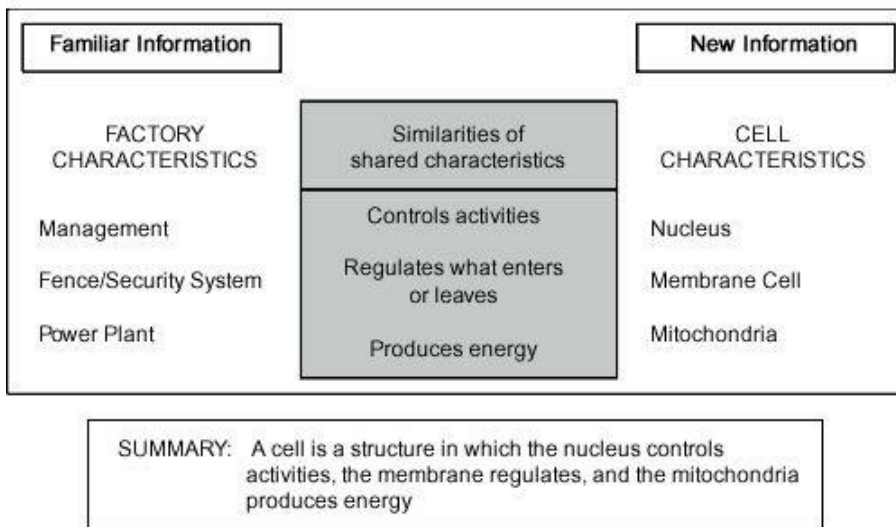 Familiar Information
New Information
FACTORY
CHARACTERISTICS
Similarities of
shared characteristics
CELL
CHARACTERISTICS
Management
Controls activities
Nucleus
Fence/Security System
Regulates what enters
or leaves
Membrane Cell
Power Plant
Produces energy
Mitochondria
SUMMARY: A cell is a structure in which the nucleus controls
activities, the membrane regulates, and the mitochondria
produces energy